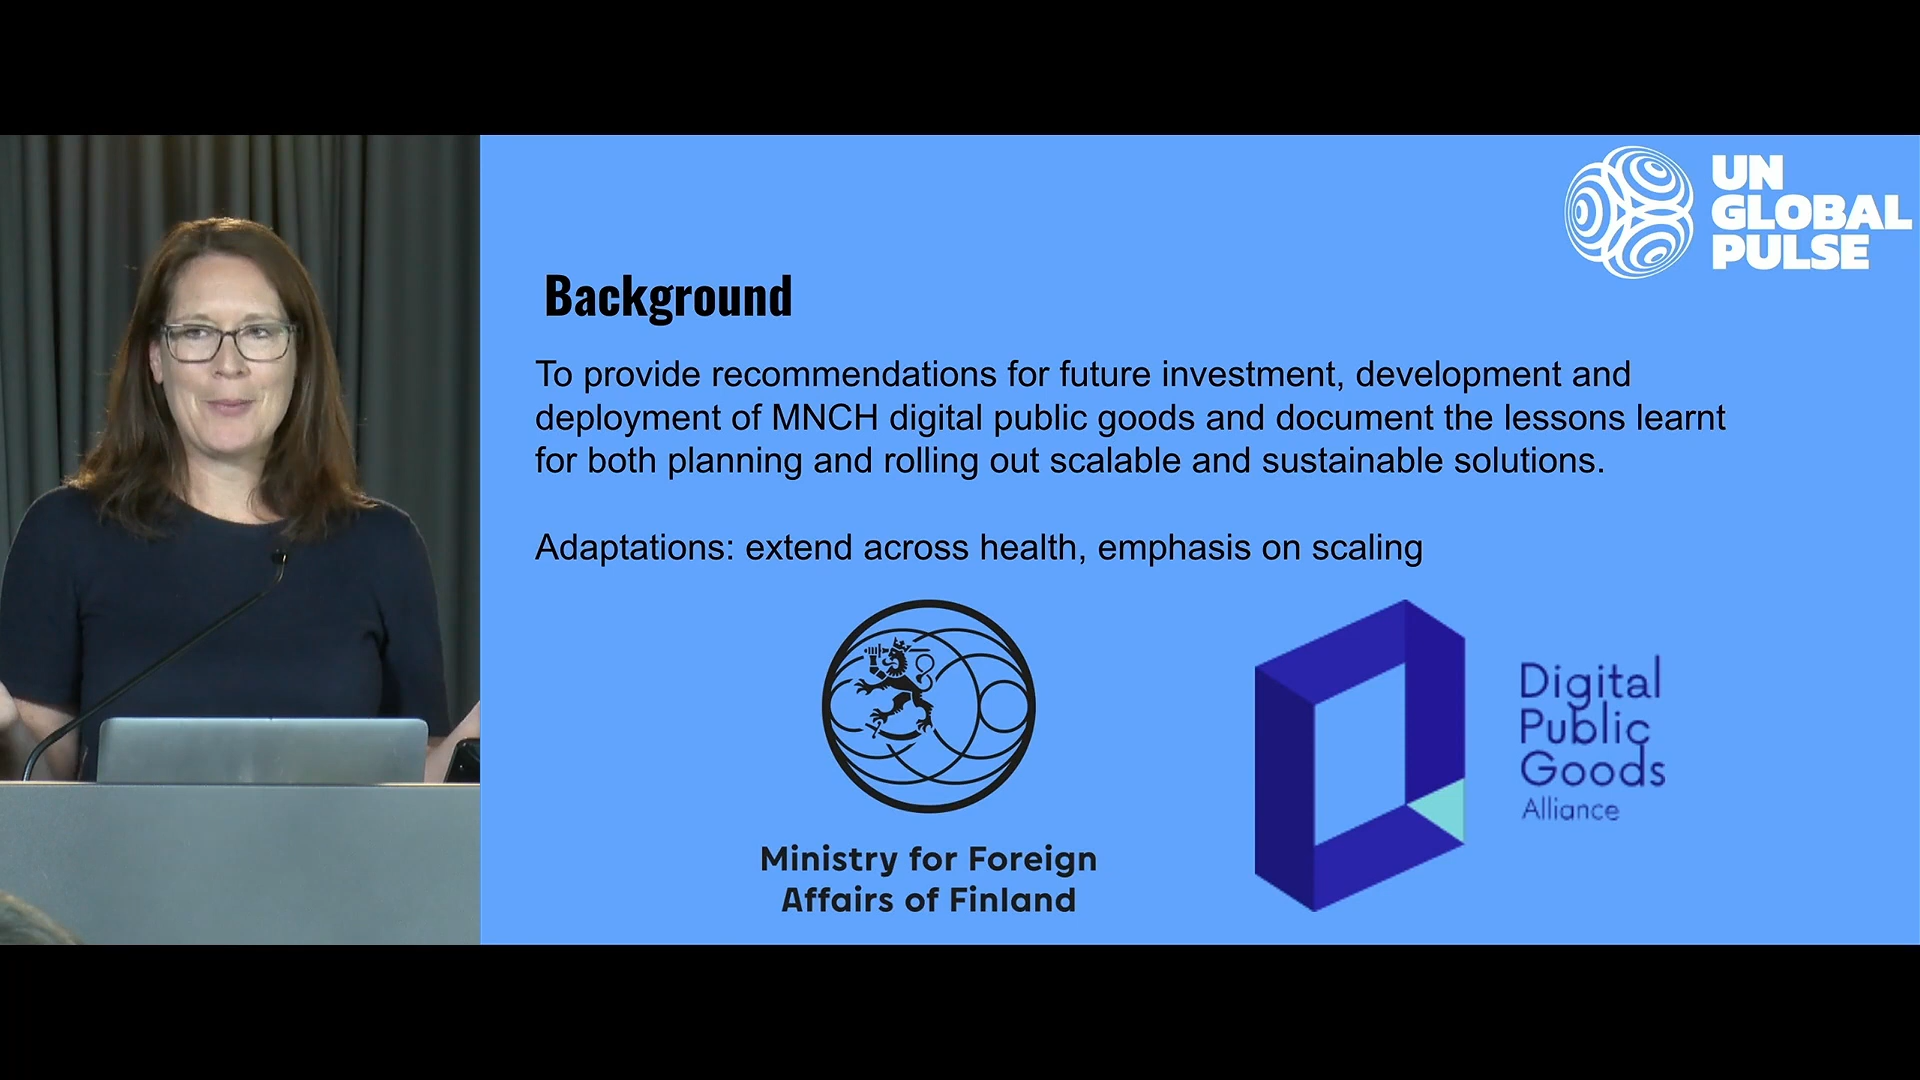 UN
GLOBAL
PULSE
Background
To provide recommendations for future investment, development and
deployment of MNCH digital public goods and document the lessons learnt
for both planning and rolling out scalable and sustainable solutions.
Adaptations: extend across health, emphasis on scaling
Ministry for Foreign
Affairs of Finland
Digital
Public
Goods
Alliance